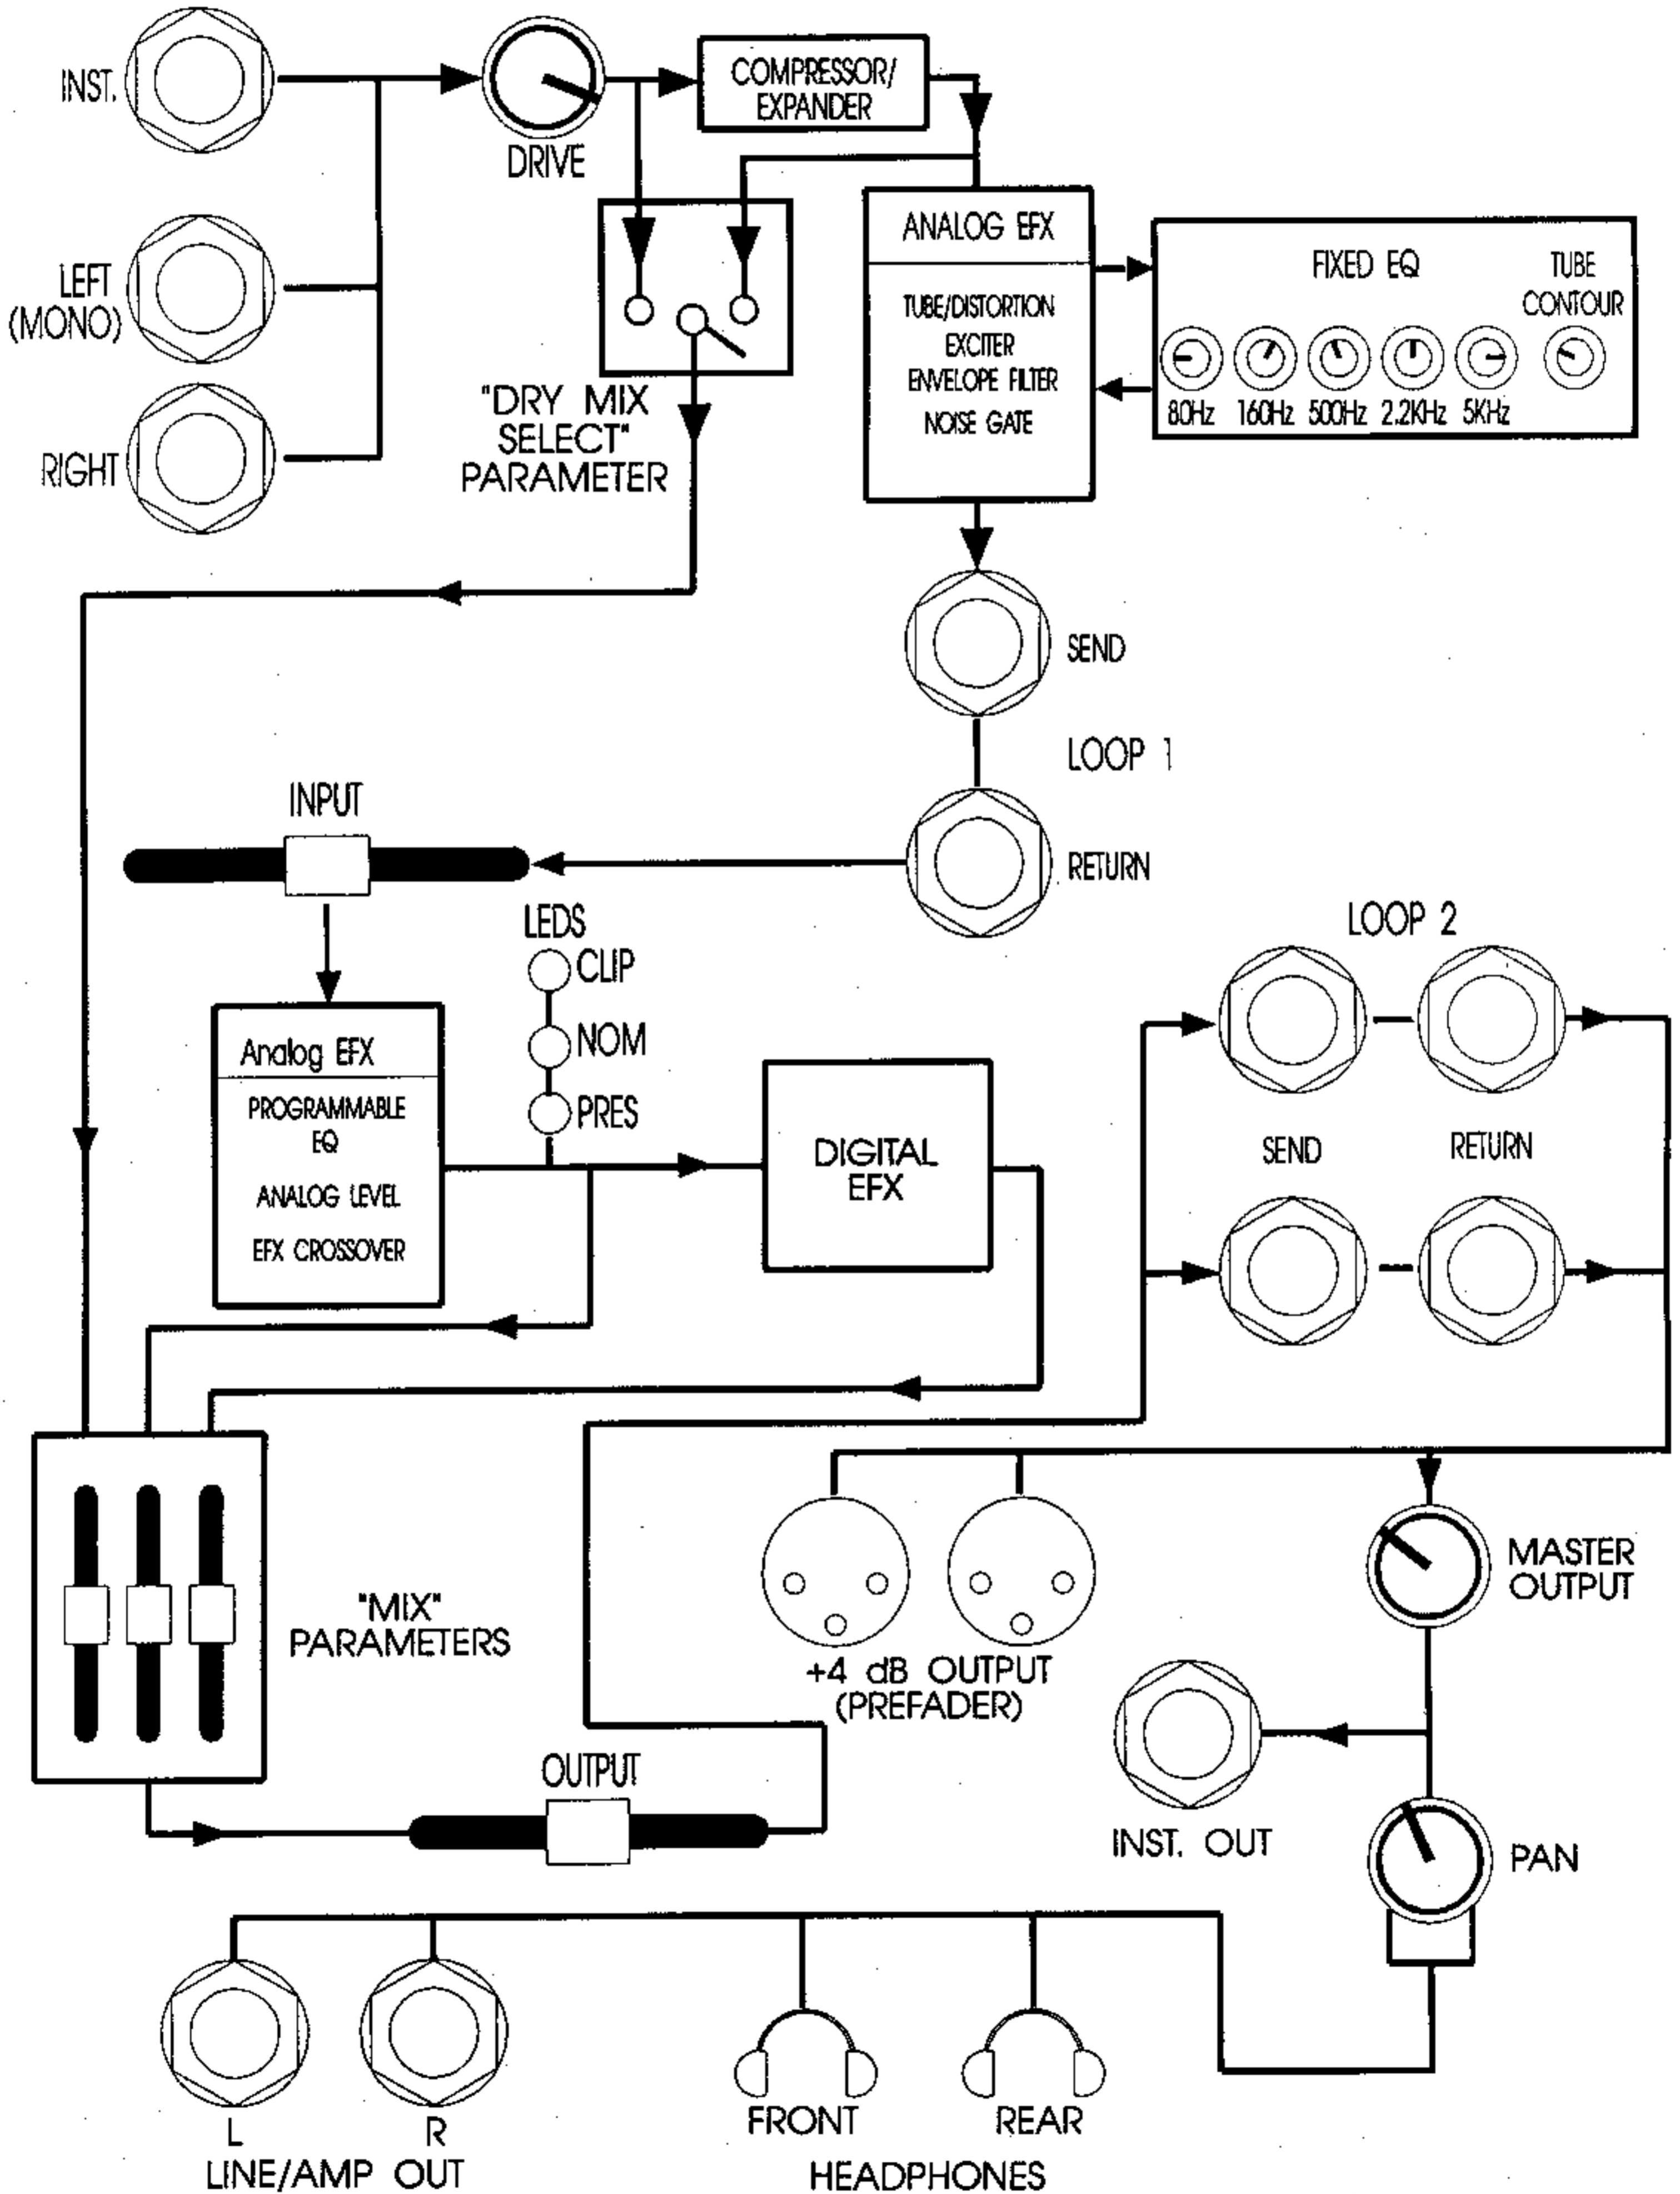 INST.
COMPRESSOR/
EXPANDER
DRIVE
ANALOG EFX
FIXED EQ
TUBE
CONTOUR
LEFT
(MONO)
TUBE/DISTORTION
EXCITER
ENVELOPE FILTER
NOISE GATE
80Hz 160Hz 500Hz 2.2KHz 5KHz
"DRY MIX
SELECT"
PARAMETER
RIGHT
SEND
LOOP 1
INPUT
RETURN
LEDS
CLIP
NOM
PRES
LOOP 2
Analog EFX
PROGRAMMABLE
EQ
ANALOG LEVEL
EFX CROSSOVER
DIGITAL
EFX
SEND
RETURN
"MIX"
PARAMETERS
MASTER
OUTPUT
+4 dB OUTPUT
(PREFADER)
OUTPUT
INST. OUT
PAN
L
R
LINE/AMP OUT
FRONT
REAR
HEADPHONES